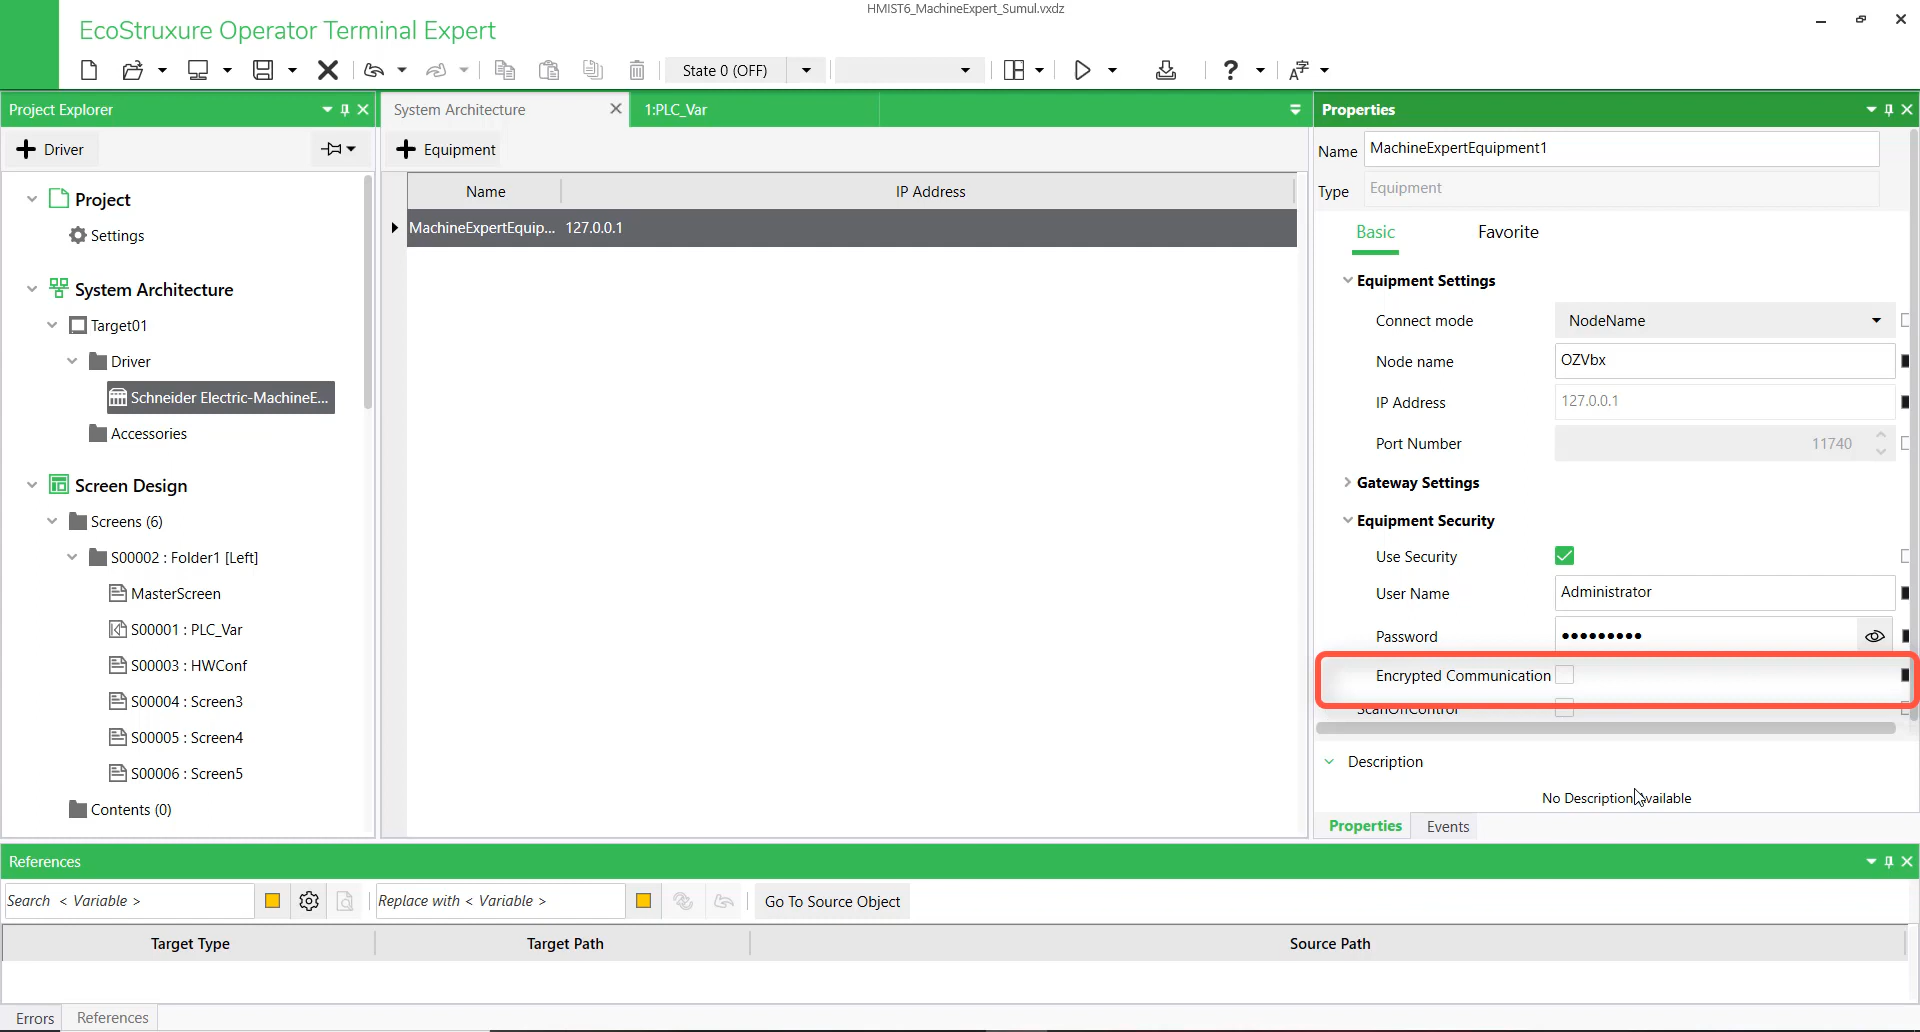 HMIST6_MachineExpert_Sumul.vxdz
EcoStruxure Operator Terminal Expert
State 0 (OFF)
Project Explorer
Driver
Project
Settings
System Architecture
Target01
Driver
Schneider Electric-MachineE...
Accessories
Screen Design
Screens (6)
S00002 : Folder1 [Left]
MasterScreen
S00001 : PLC_Var
S00003 : HWConf
S00004 : Screen3
S00005 : Screen4
S00006 : Screen5
Contents (0)
System Architecture
1:PLC_Var
Equipment
Name IP Address
MachineExpertEquip... 127.0.0.1
Properties
Name MachineExpertEquipment1
Type Equipment
Basic Favorite
Equipment Settings
Connect mode NodeName
Node name OZVbx
IP Address 127.0.0.1
Port Number 11740
Gateway Settings
Equipment Security
Use Security
User Name Administrator
Password •••••••••
Encrypted Communication
ScanOffControl
Description
No Description Available
Properties Events
References
Search < Variable >
Replace with < Variable >
Go To Source Object
Target Type Target Path Source Path
Errors References